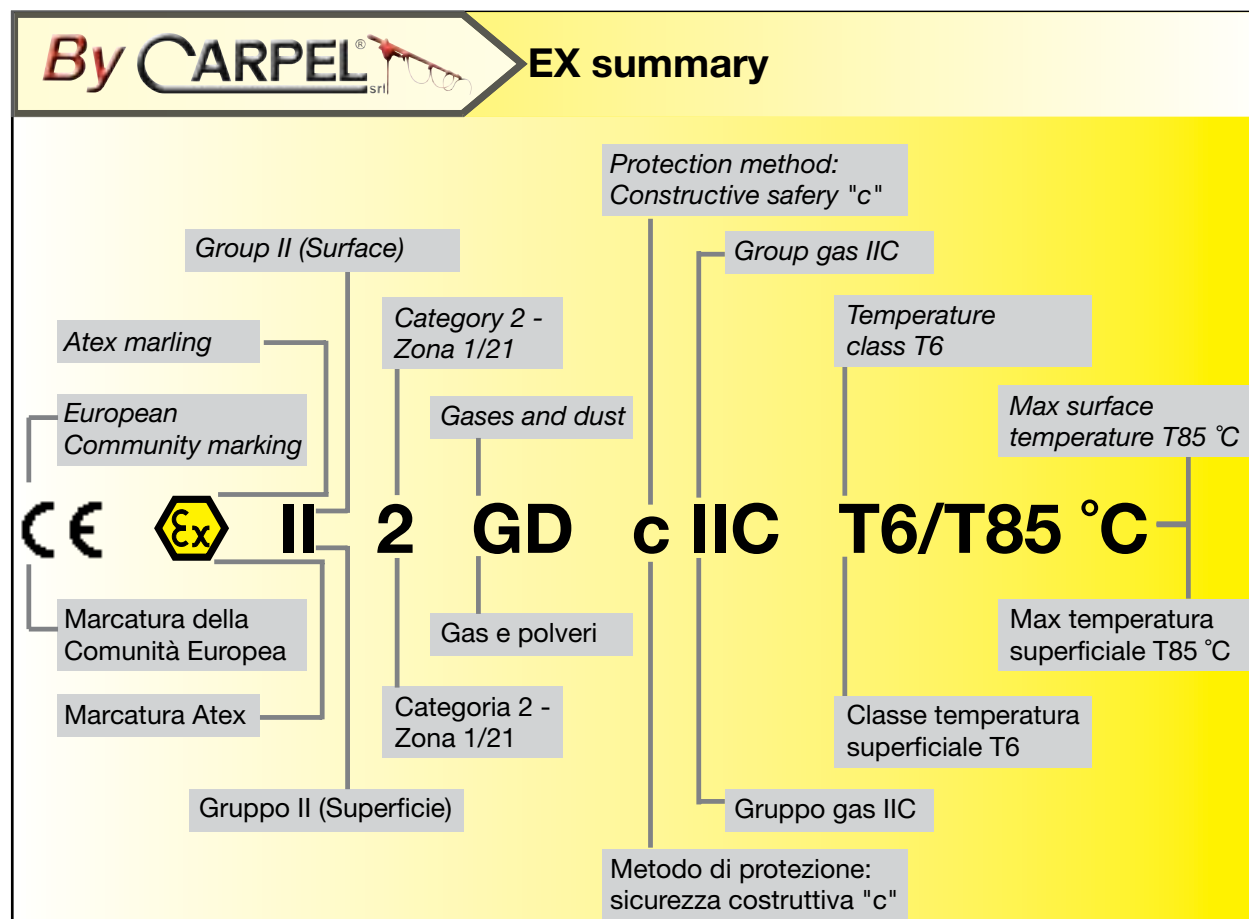 By CARPEL® srl
EX summary
Protection method:
Constructive safery "c"
Group II (Surface)
Group gas IIC
Category 2 -
Zona 1/21
Temperature
class T6
Atex marling
European
Community marking
Gases and dust
Max surface
temperature T85 °C
CE Ex II 2 GD c IIC T6/T85 °C
Marcatura della
Comunità Europea
Gas e polveri
Max temperatura
superficiale T85 °C
Marcatura Atex
Categoria 2 -
Zona 1/21
Classe temperatura
superficiale T6
Gruppo II (Superficie)
Gruppo gas IIC
Metodo di protezione:
sicurezza costruttiva "c"